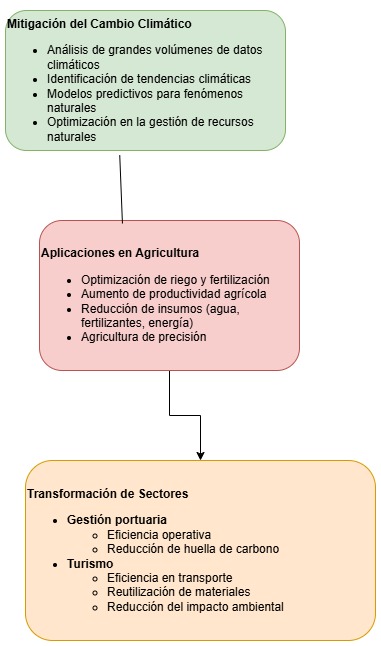 Mitigación del Cambio Climático
Análisis de grandes volúmenes de datos
climáticos
Identificación de tendencias climáticas
Modelos predictivos para fenómenos
naturales
Optimización en la gestión de recursos
naturales
Aplicaciones en Agricultura
Optimización de riego y fertilización
Aumento de productividad agrícola
Reducción de insumos (agua,
fertilizantes, energía)
Agricultura de precisión
Transformación de Sectores
Gestión portuaria
Eficiencia operativa
Reducción de huella de carbono
Turismo
Eficiencia en transporte
Reutilización de materiales
Reducción del impacto ambiental